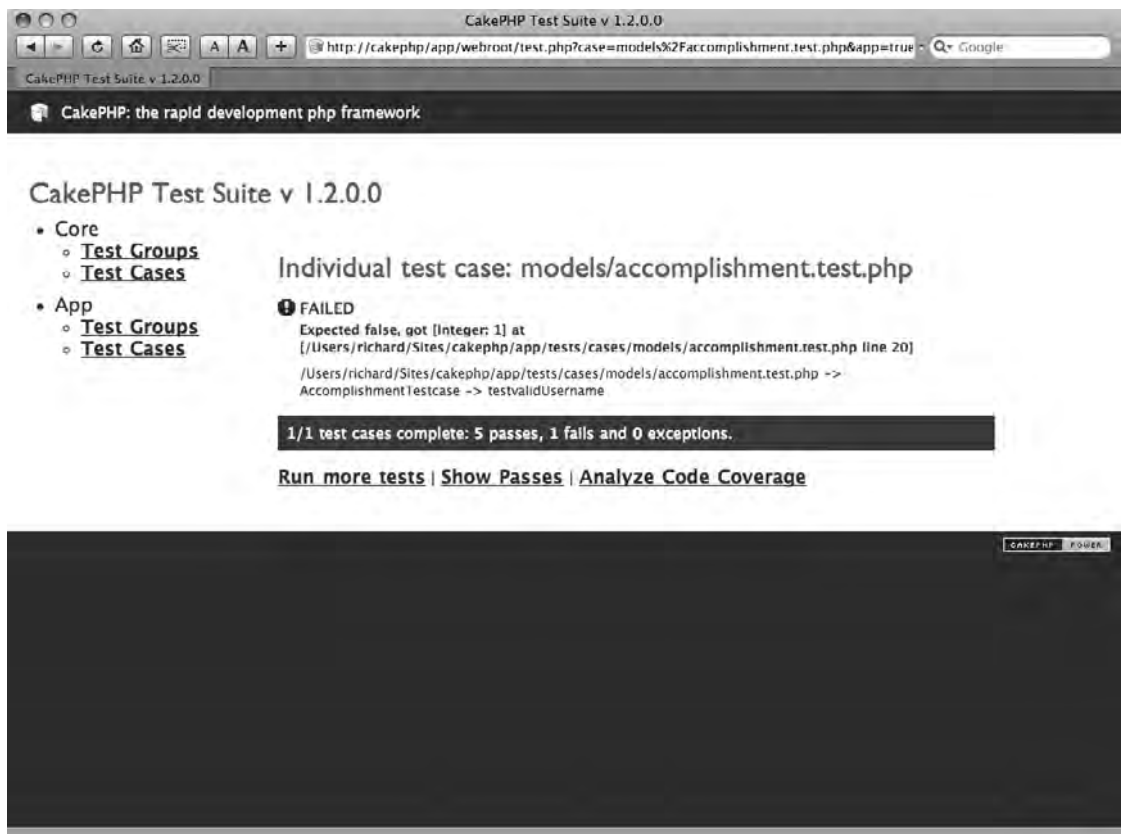 CakePHP Test Suite v 1.2.0.0
A A + http://cakephp/app/webroot/test.php?case=models%2Faccomplishment.test.php&app=true Google
CakePHP Test Suite v 1.2.0.0
CakePHP: the rapid development php framework
CakePHP Test Suite v 1.2.0.0
• Core
◦ Test Groups
◦ Test Cases
• App
◦ Test Groups
◦ Test Cases
Individual test case: models/accomplishment.test.php
FAILED
Expected false, got [Integer: 1] at
[/Users/richard/Sites/cakephp/app/tests/cases/models/accomplishment.test.php line 20]
/Users/richard/Sites/cakephp/app/tests/cases/models/accomplishment.test.php ->
AccomplishmentTestcase -> testvalidUsername
1/1 test cases complete: 5 passes, 1 fails and 0 exceptions.
Run more tests | Show Passes | Analyze Code Coverage
CAKEPHP POWER